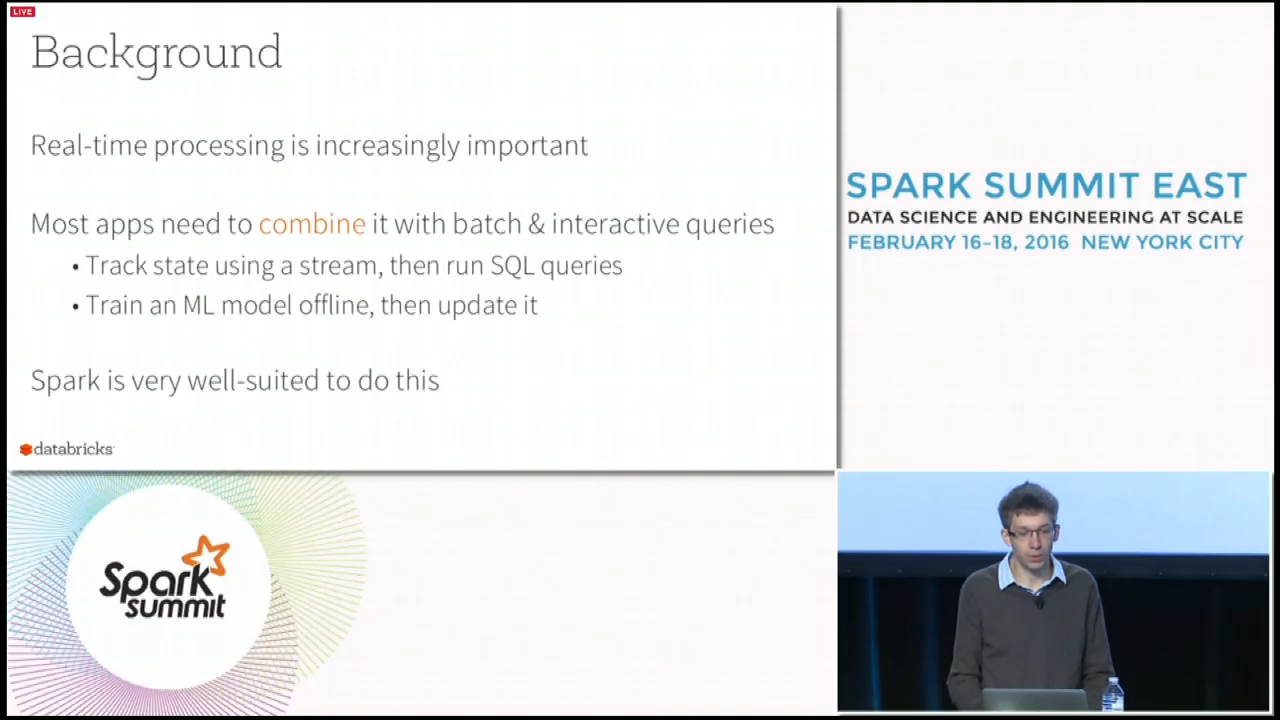 LIVE
Background
Real-time processing is increasingly important
Most apps need to combine it with batch & interactive queries
• Track state using a stream, then run SQL queries
• Train an ML model offline, then update it
Spark is very well-suited to do this
databricks
SPARK SUMMIT EAST
DATA SCIENCE AND ENGINEERING AT SCALE
FEBRUARY 16–18, 2016 NEW YORK CITY
Spark
summit